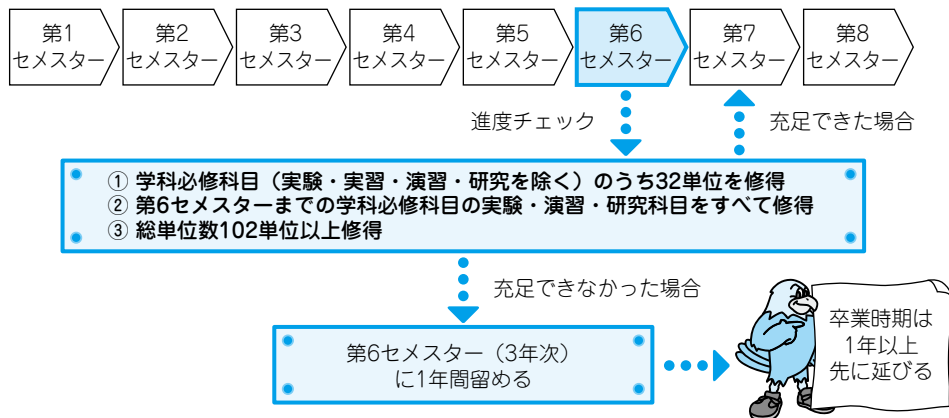 第1
セメスター
第2
セメスター
第3
セメスター
第4
セメスター
第5
セメスター
第6
セメスター
第7
セメスター
第8
セメスター
進度チェック
充足できた場合
① 学科必修科目（実験・実習・演習・研究を除く）のうち32単位を修得
② 第6セメスターまでの学科必修科目の実験・演習・研究科目をすべて修得
③ 総単位数102単位以上修得
充足できなかった場合
第6セメスター（3年次）
に1年間留める
卒業時期は
1年以上
先に延びる